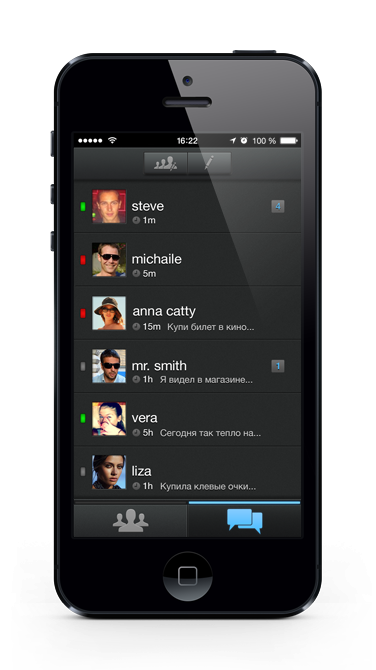 16:22 100 %
steve
1m
michaile
5m
anna catty
15m Купи билет в кино...
mr. smith
1h Я видел в магазине... 1
vera
5h Сегодня так тепло на...
liza
1h Купила клевые очки...